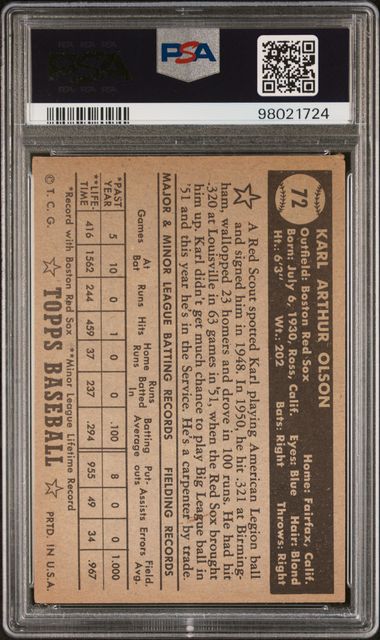 PSA
PSA
98021724
72
KARL ARTHUR OLSON
Outfield: Boston Red Sox Home: Fairfax, Calif.
Born: July 6, 1930, Ross, Calif. Eyes: Blue Hair: Blond
Ht.: 6'3" Wt.: 202 Bats: Right Throws: Right
A Red Scout spotted Karl playing American Legion ball
and signed him in 1948. In 1950, he hit .321 at Birming-
ham, walloped 23 homers and drove in 100 runs. He had hit
.320 at Louisville in 63 games in '51, when the Red Sox brought
him up. Karl didn't get much chance to play Big League ball in
'51 and this year he's in the Service. He's a carpenter by trade.
MAJOR & MINOR LEAGUE BATTING RECORDS FIELDING RECORDS
Runs
At Home Batted Batting Put- Field.
Games Bat Runs Hits Runs In Average outs Assists Errors Avg.
*PAST
YEAR 5 10 0 1 0 0 .100 8 0 0 1.000
**LIFE-
TIME 416 1562 244 459 37 237 .294 955 49 34 .967
*Record with Boston Red Sox **Minor League Lifetime Record
© T. C. G. TOPPS BASEBALL PRTD. IN U.S.A.